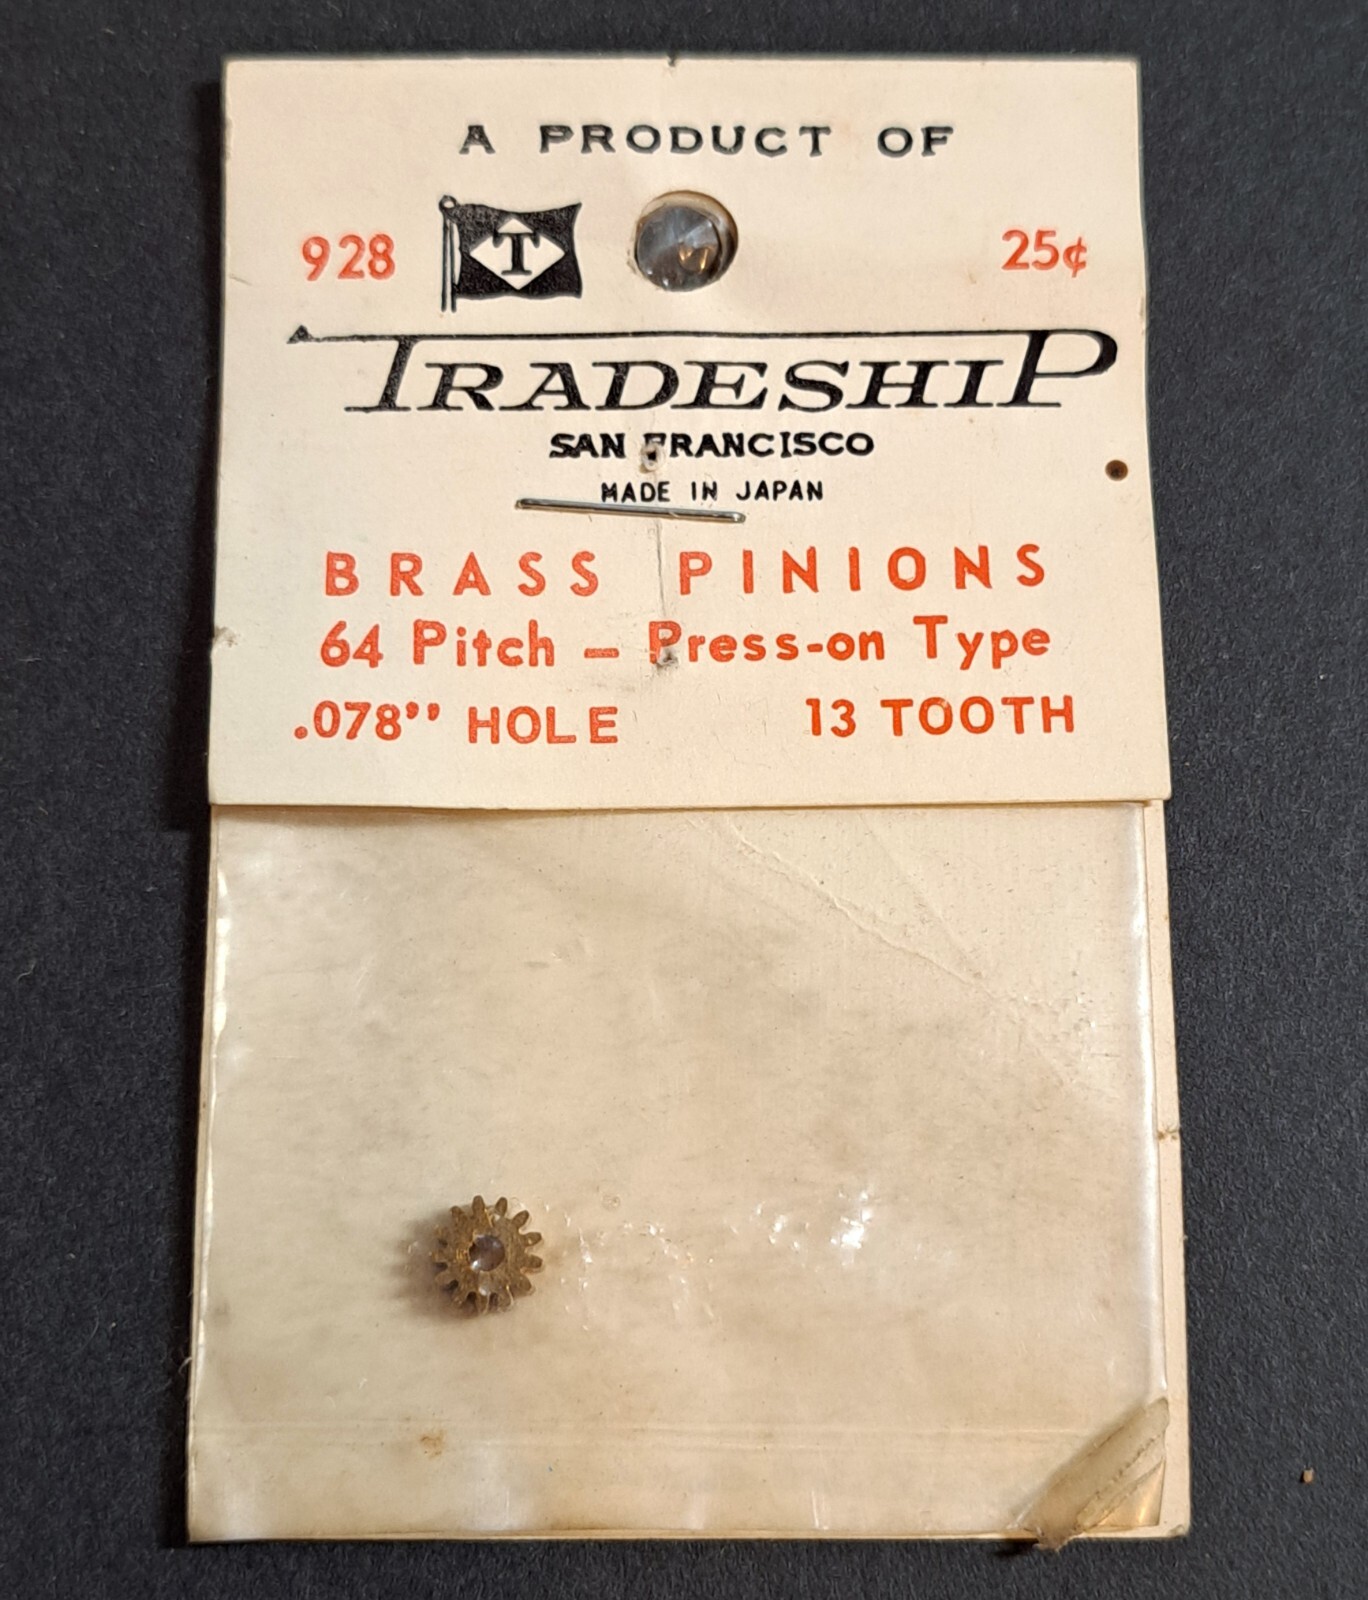 A PRODUCT OF
928 T 25¢
TRADESHIP
SAN FRANCISCO
MADE IN JAPAN
BRASS PINIONS
64 Pitch – Press-on Type
.078” HOLE 13 TOOTH